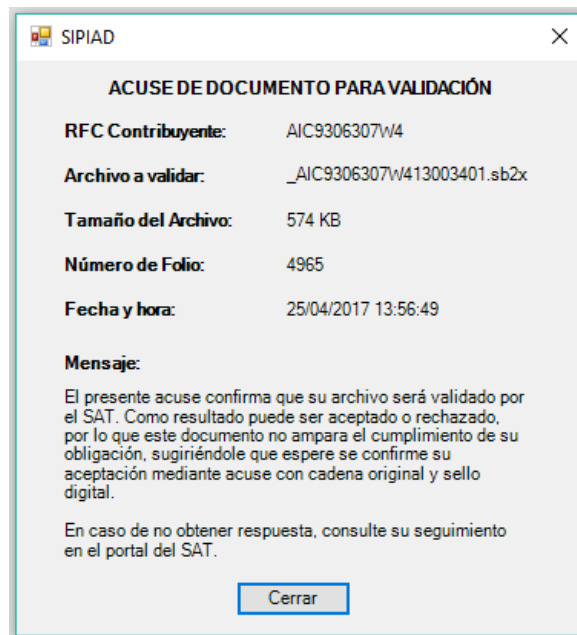 SIPIAD
ACUSE DE DOCUMENTO PARA VALIDACIÓN
RFC Contribuyente: AIC9306307W4
Archivo a validar: _AIC9306307W413003401.sb2x
Tamaño del Archivo: 574 KB
Número de Folio: 4965
Fecha y hora: 25/04/2017 13:56:49
Mensaje:
El presente acuse confirma que su archivo será validado por
el SAT. Como resultado puede ser aceptado o rechazado,
por lo que este documento no ampara el cumplimiento de su
obligación, sugiriéndole que espere se confirme su
aceptación mediante acuse con cadena original y sello
digital.
En caso de no obtener respuesta, consulte su seguimiento
en el portal del SAT.
Cerrar